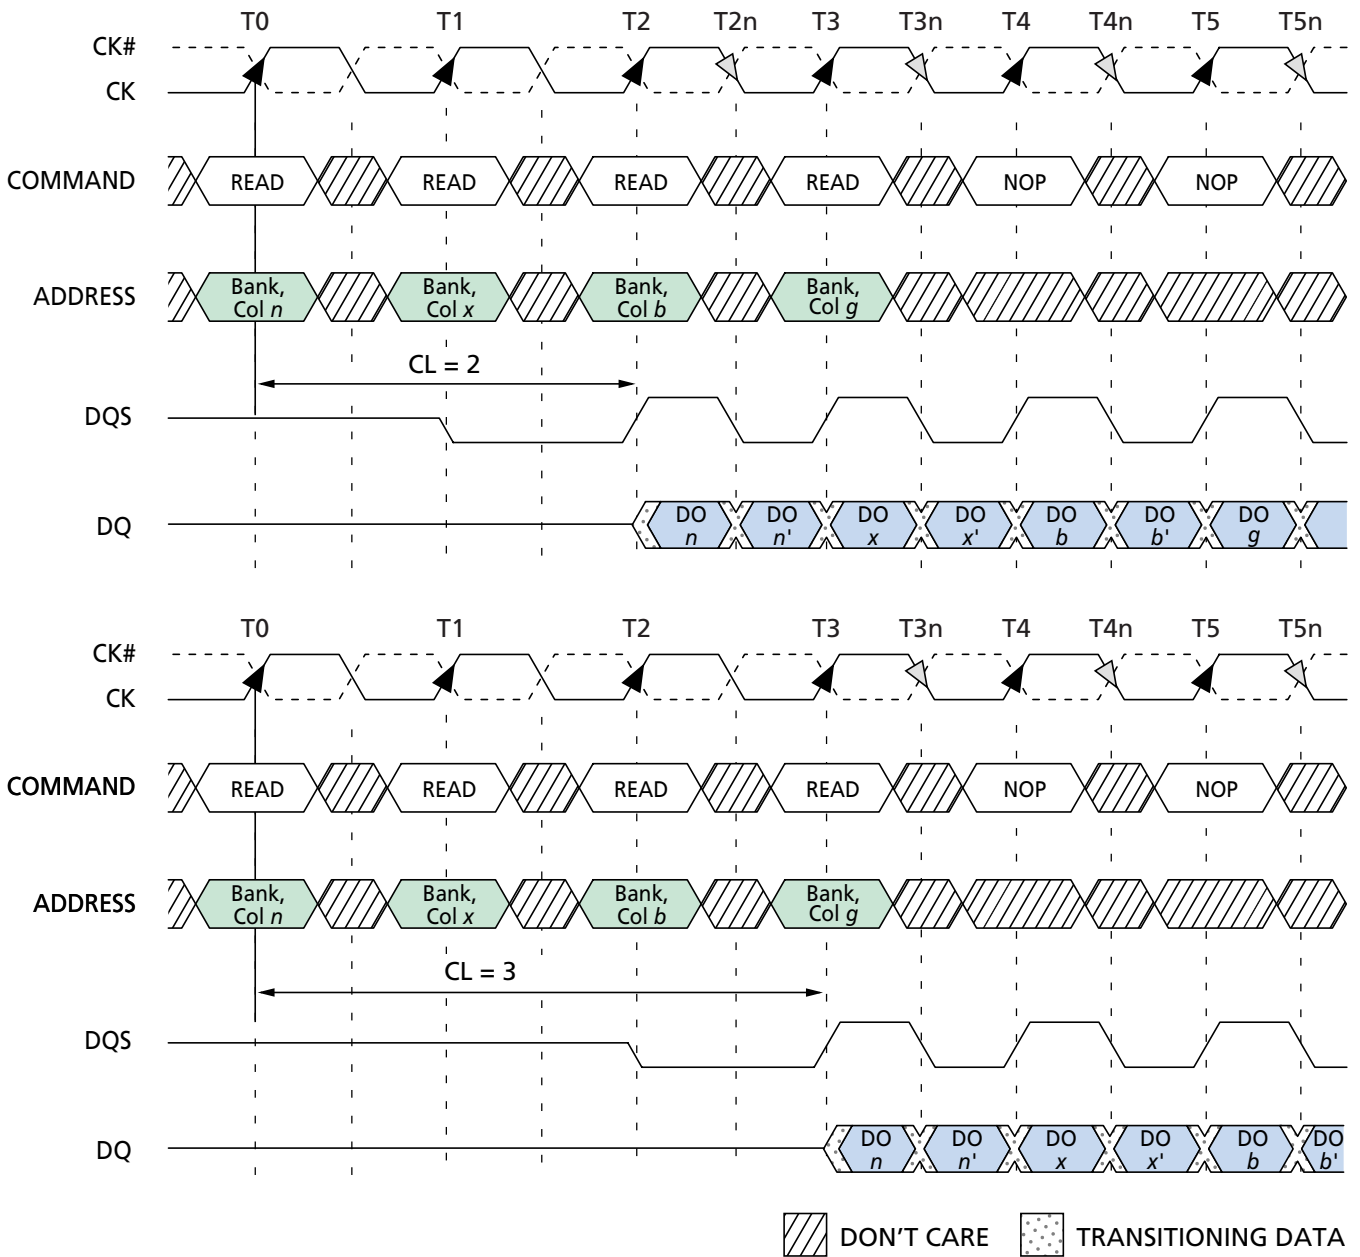 T0 T1 T2 T2n T3 T3n T4 T4n T5 T5n
CK#
CK
COMMAND READ READ READ READ NOP NOP
ADDRESS Bank, Bank, Bank, Bank,
Col n Col x Col b Col g
CL = 2
DQS
DQ DO DO DO DO DO DO DO
n n' x x' b b' g
T0 T1 T2 T3 T3n T4 T4n T5 T5n
CK#
CK
COMMAND READ READ READ READ NOP NOP
ADDRESS Bank, Bank, Bank, Bank,
Col n Col x Col b Col g
CL = 3
DQS
DQ DO DO DO DO DO DO
n n' x x' b b'
DON'T CARE TRANSITIONING DATA